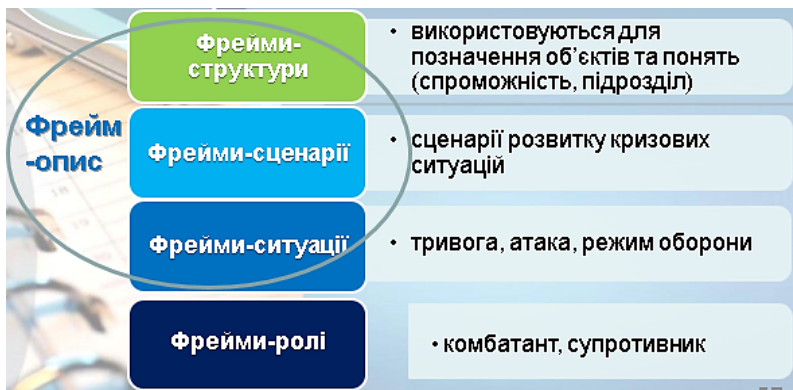 Фрейми-
структури
• використовуються для
позначення об’єктів та понять
(спроможність, підрозділ)
Фрейм
-опис
Фрейми-сценарії
• сценарії розвитку кризових
ситуацій
Фрейми-ситуації
• тривога, атака, режим оборони
Фрейми-ролі
• комбатант, супротивник